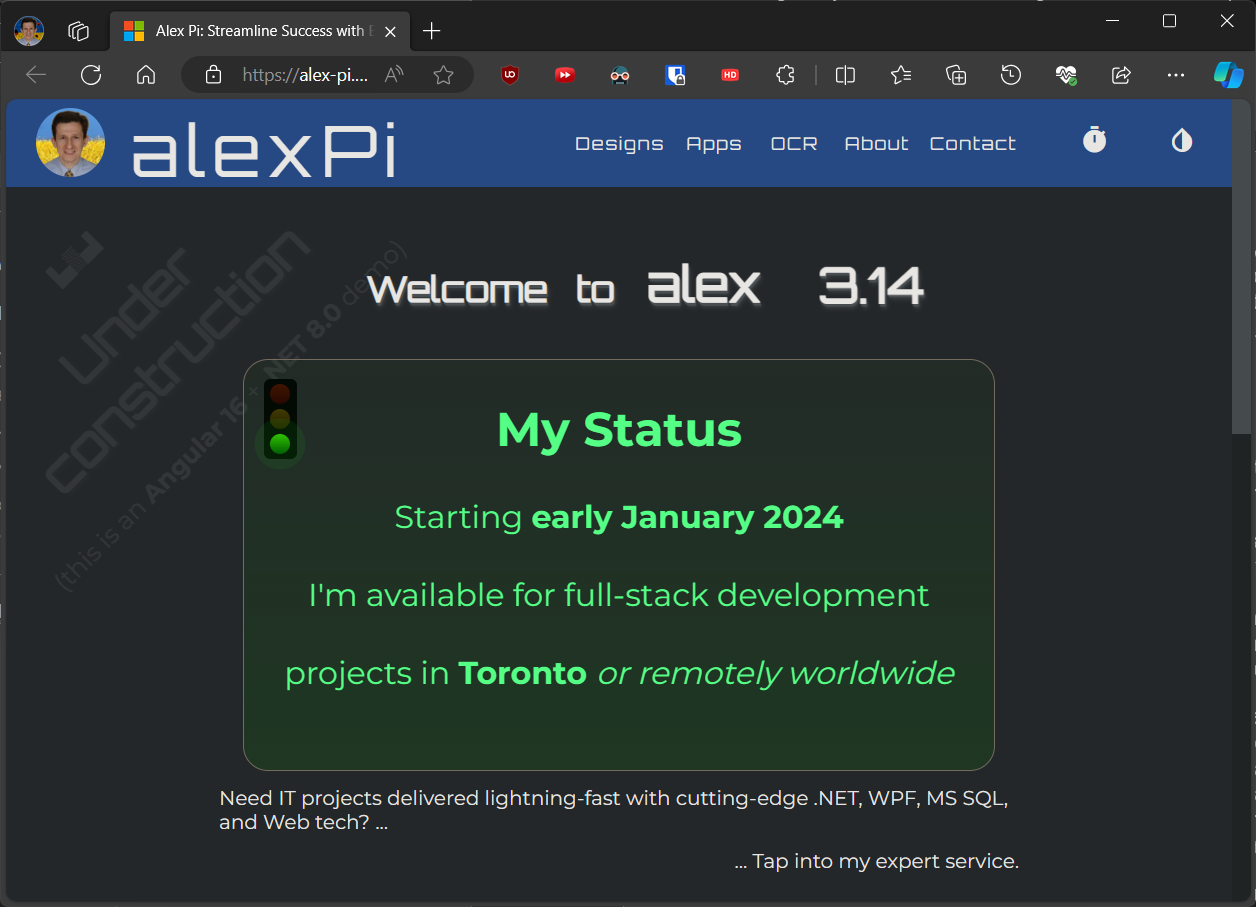 Alex Pi: Streamline Success with
https://alex-pi....
UD
HD
alexPi
Designs Apps OCR About Contact
Under
construction
(this is an Angular 16 + .NET 8.0 demo)
Welcome to alex 3.14
My Status
Starting early January 2024
I'm available for full-stack development
projects in Toronto or remotely worldwide
Need IT projects delivered lightning-fast with cutting-edge .NET, WPF, MS SQL,
and Web tech? ...
... Tap into my expert service.